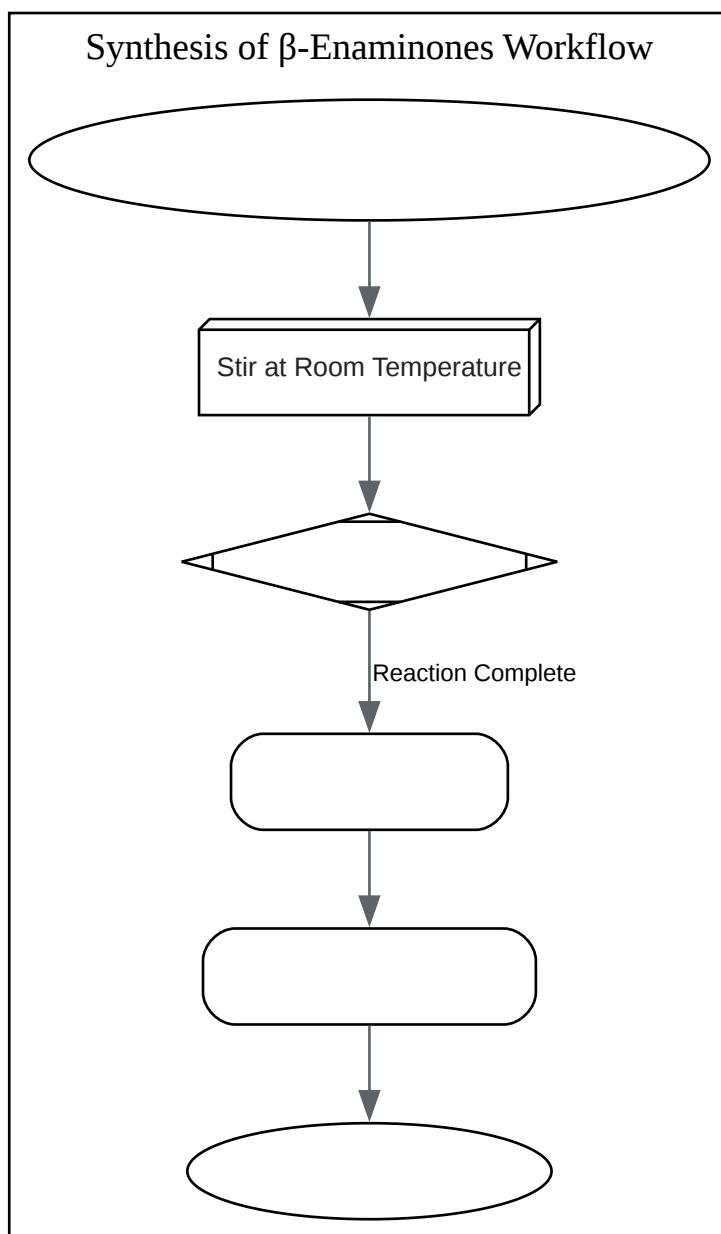 Synthesis of β-Enaminones Workflow
Stir at Room Temperature
Reaction Complete